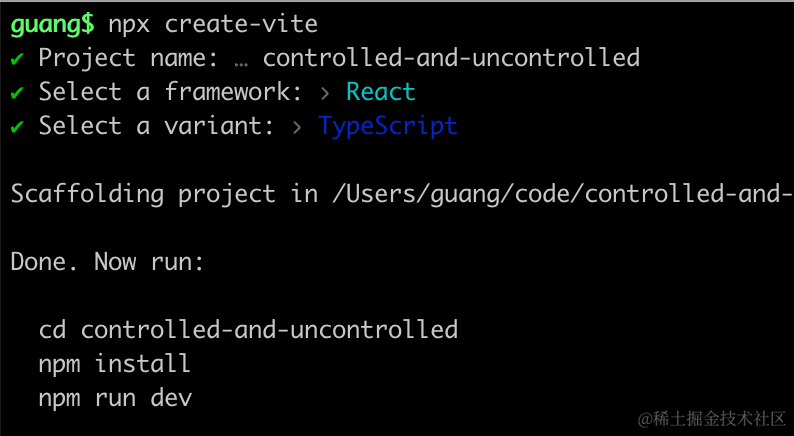 guang$ npx create-vite
✔ Project name: … controlled-and-uncontrolled
✔ Select a framework: › React
✔ Select a variant: › TypeScript
Scaffolding project in /Users/guang/code/controlled-and-
Done. Now run:
cd controlled-and-uncontrolled
npm install
npm run dev
@稀土掘金技术社区